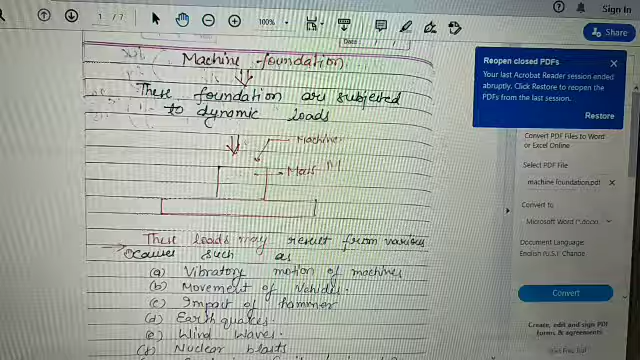 1 / 7
100%
Sign In
Share
Date :
Machine foundation
These foundation are subjected
to dynamic loads
Machine
Mass M
These loads may result from various
causes such as
(a) Vibratory motion of machines
(b) Movement of Vehicles.
(c) Impact of hammer
(d) Earthquakes.
(e) Wind Waves.
(f) Nuclear blasts
Reopen closed PDFs
Your last Acrobat Reader session ended
abruptly. Click Restore to reopen
the PDFs from the last session.
Restore
Convert PDF Files to Word
or Excel Online
Select PDF File
machine foundation.pdf
Convert to
Microsoft Word (*.docx)
Document Language:
English (U.S.) Change
Convert
Create, edit and sign PDF
forms & agreements